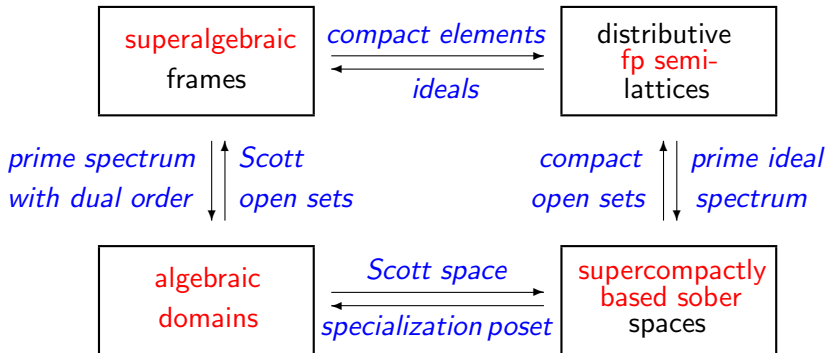 superalgebraic
frames
compact elements
ideals
distributive
fp semi-
lattices
prime spectrum
with dual order
Scott
open sets
compact
open sets
prime ideal
spectrum
algebraic
domains
Scott space
specialization poset
supercompactly
based sober
spaces